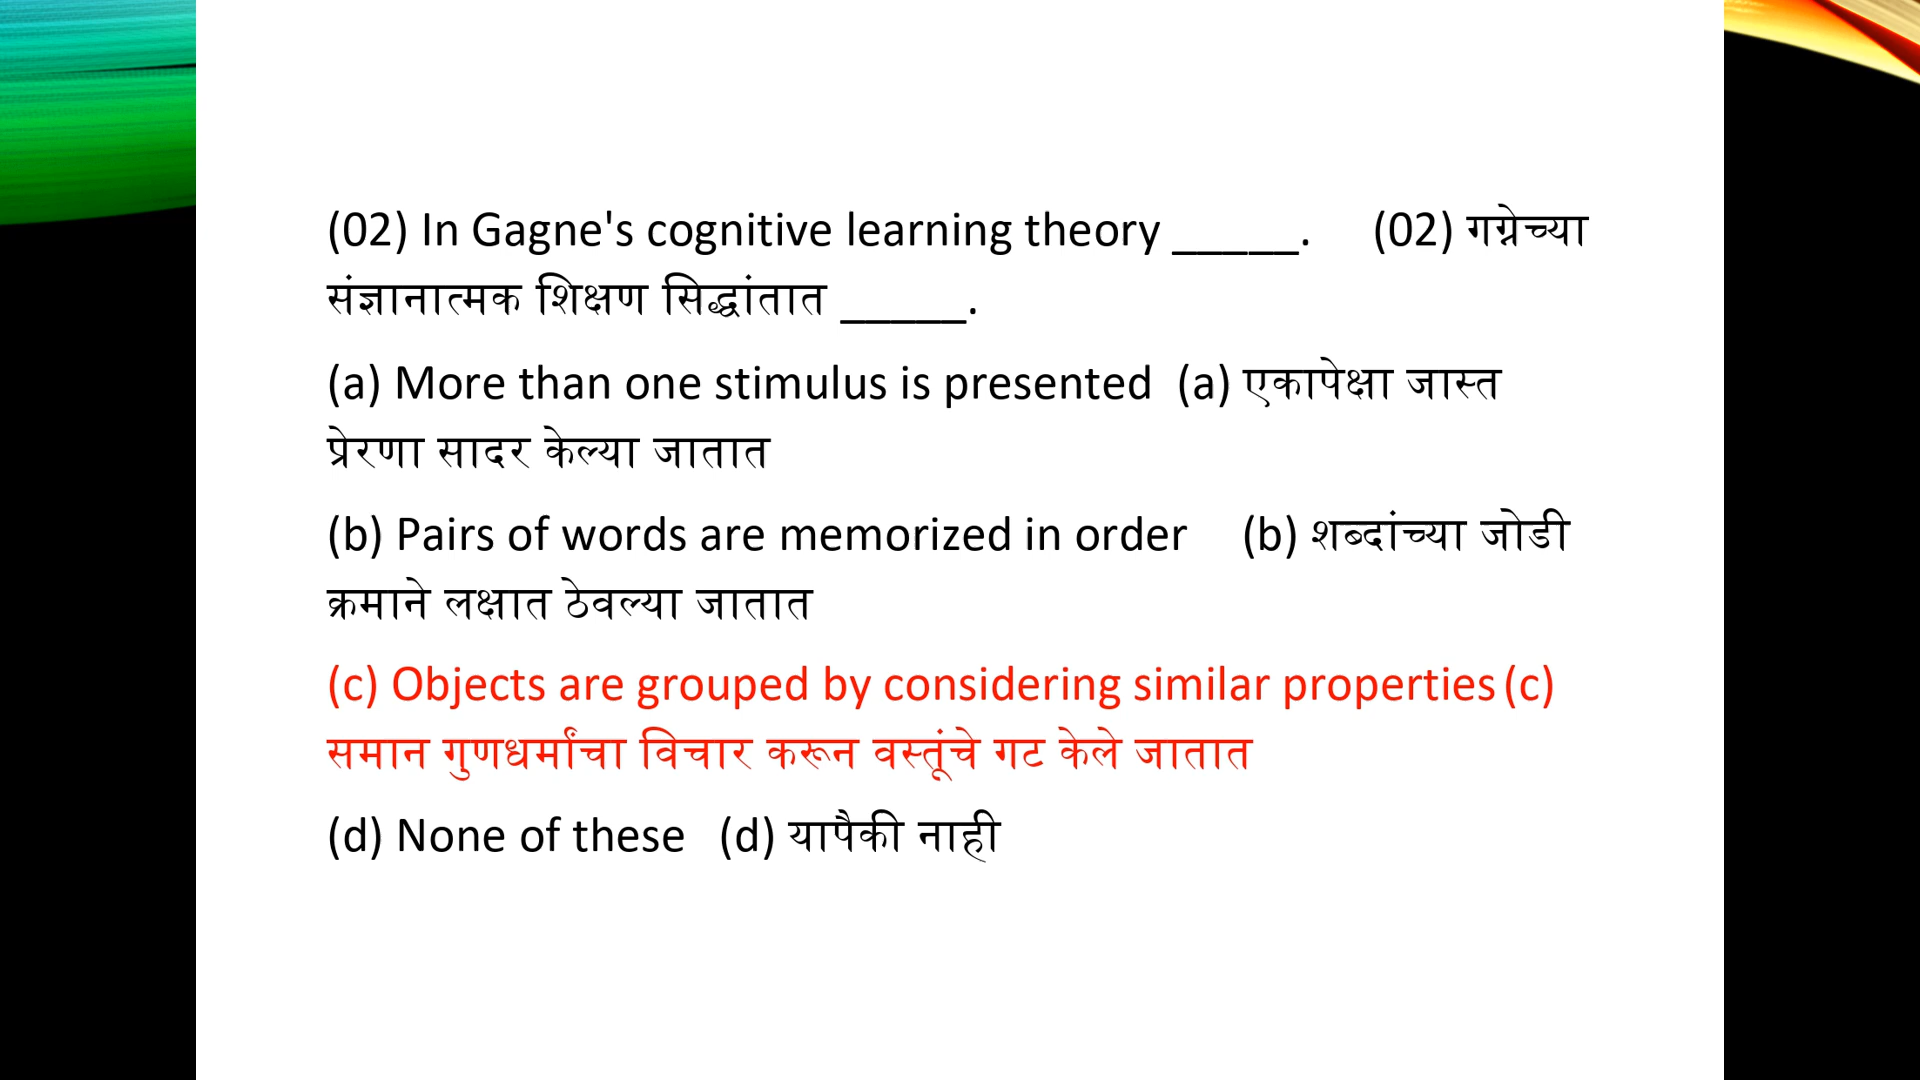 (02) In Gagne's cognitive learning theory _____. (02) गग्नेच्या
संज्ञानात्मक शिक्षण सिद्धांतात _____.
(a) More than one stimulus is presented (a) एकापेक्षा जास्त
प्रेरणा सादर केल्या जातात
(b) Pairs of words are memorized in order (b) शब्दांच्या जोडी
क्रमाने लक्षात ठेवल्या जातात
(c) Objects are grouped by considering similar properties (c)
समान गुणधर्मांचा विचार करून वस्तूंचे गट केले जातात
(d) None of these (d) यापैकी नाही